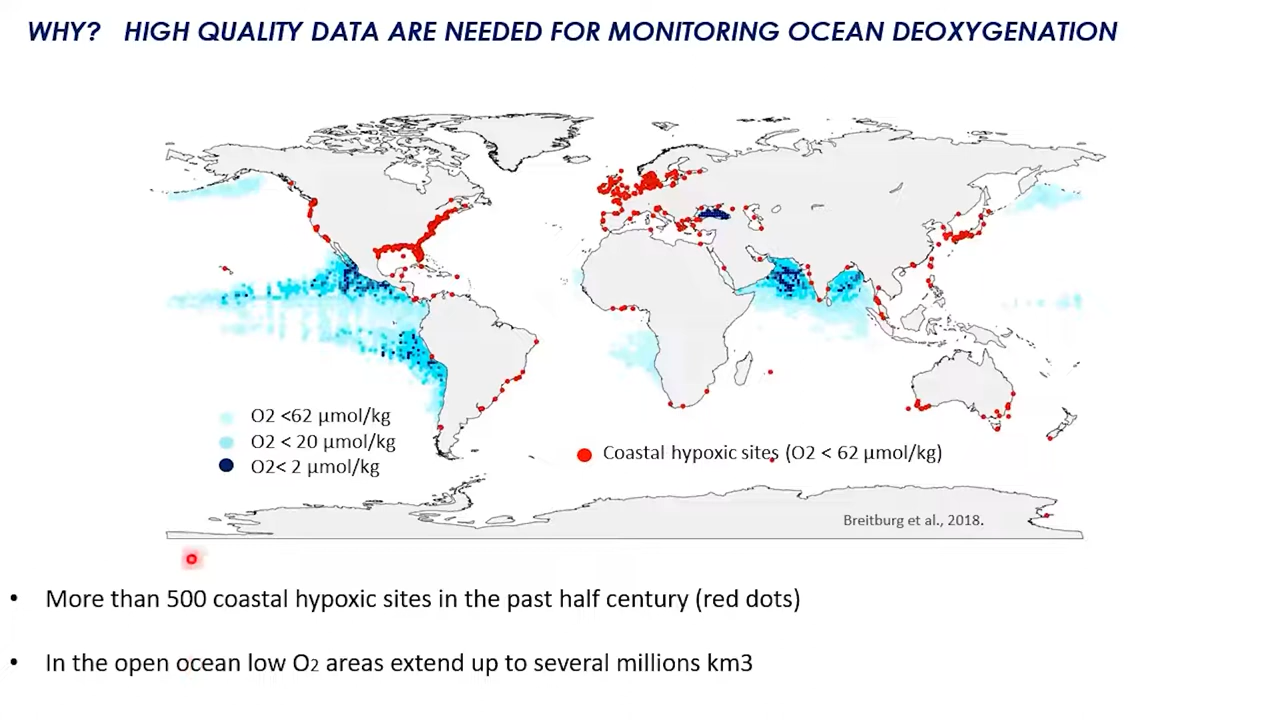 WHY? HIGH QUALITY DATA ARE NEEDED FOR MONITORING OCEAN DEOXYGENATION
O2 <62 µmol/kg
O2 < 20 µmol/kg
O2< 2 µmol/kg
Coastal hypoxic sites (O2 < 62 µmol/kg)
Breitburg et al., 2018.
• More than 500 coastal hypoxic sites in the past half century (red dots)
• In the open ocean low O2 areas extend up to several millions km3